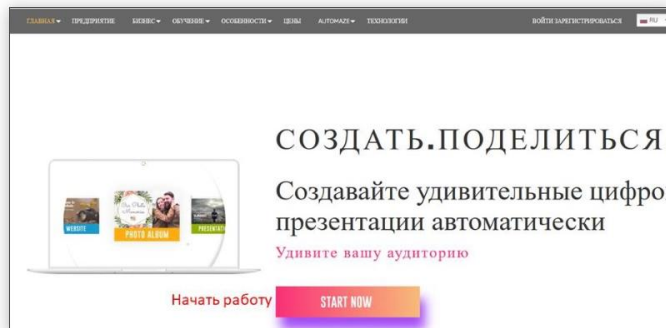 ГЛАВНАЯ ПРЕДПРИЯТИЕ БИЗНЕС ОБУЧЕНИЕ ОСОБЕННОСТИ ЦЕНЫ AUTOMAZE ТЕХНОЛОГИИ ВОЙТИ ЗАРЕГИСТРИРОВАТЬСЯ RU
СОЗДАТЬ.ПОДЕЛИТЬСЯ
Создавайте удивительные цифро
презентации автоматически
Удивите вашу аудиторию
WEBSITE
PHOTO ALBUM
PRESENTAT
Начать работу START NOW